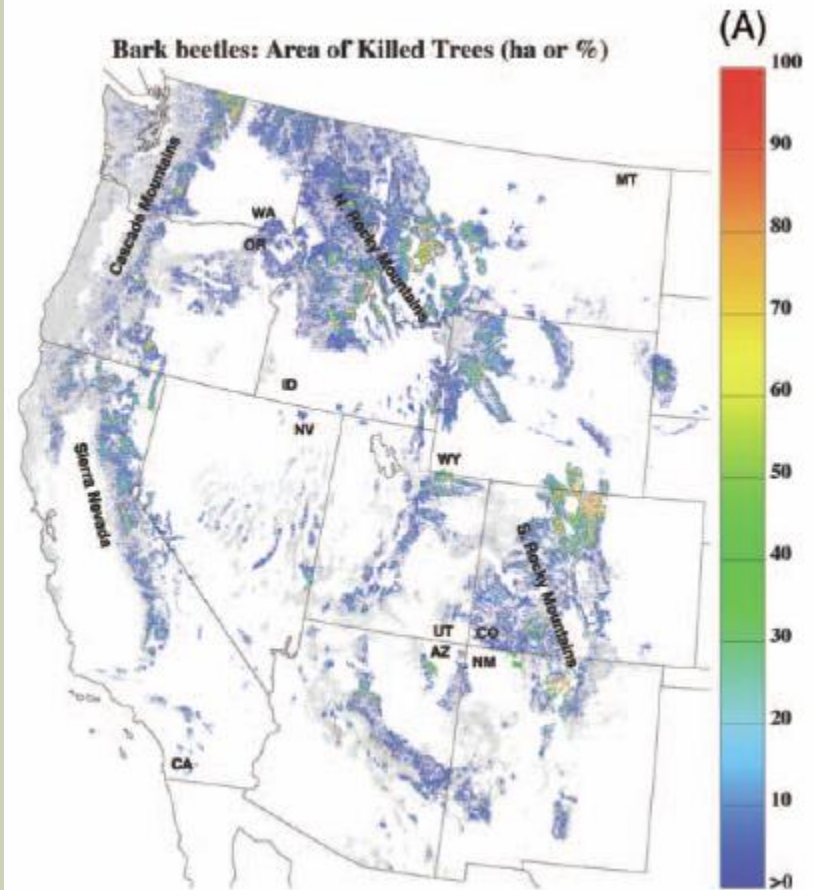 (A)
Bark beetles: Area of Killed Trees (ha or %)
100
90
80
70
60
50
40
30
20
10
>0
Cascade Mountains
WA
OR
N. Rocky Mountains
MT
ID
NV
WY
Sierra Nevada
S. Rocky Mountains
UT
CO
AZ
NM
CA